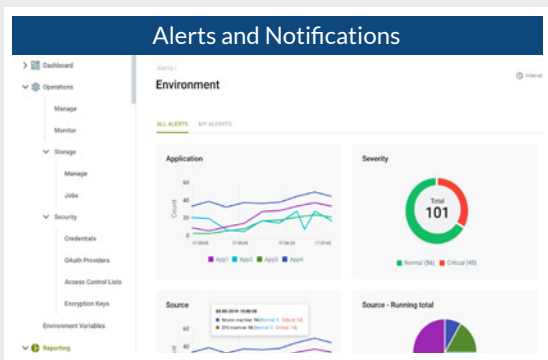 Alerts and Notifications
Dashboard
Operations
Manage
Monitor
Storage
Manage
Jobs
Security
Credentials
OAuth Providers
Access Control Lists
Encryption Keys
Environment Variables
Reporting
Alerts /
Environment
Interval
ALL ALERTS MY ALERTS
Application
60
40
20
0
Count
App1 App2 App3 App4
Severity
Total
101
Normal (56) Critical (45)
Source
60
40
Source - Running total